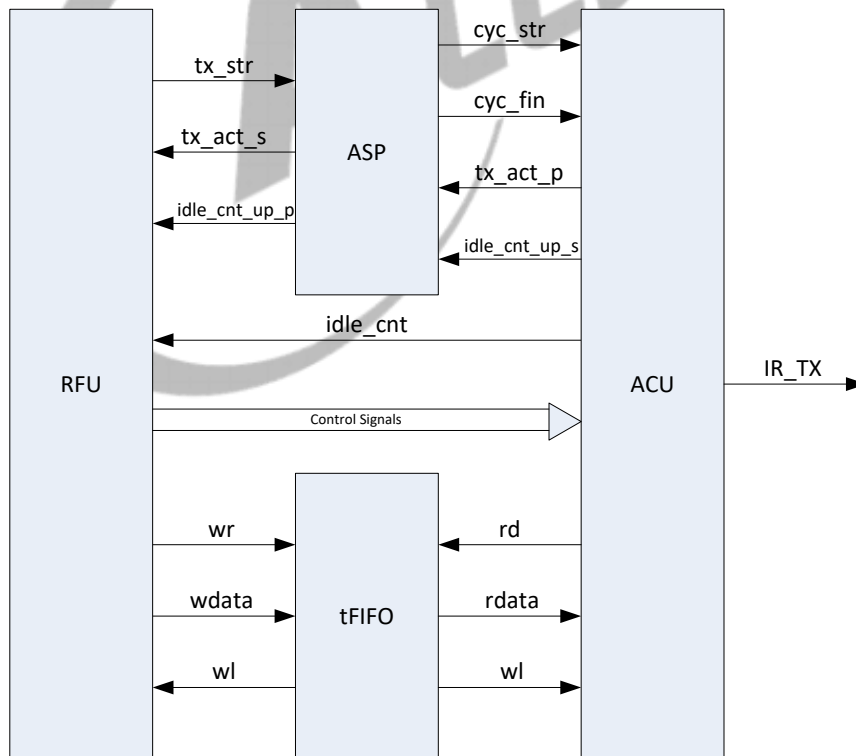 cyc_str
tx_str
cyc_fin
tx_act_s
ASP
tx_act_p
idle_cnt_up_p
idle_cnt_up_s
idle_cnt
IR_TX
RFU
ACU
Control Signals
wr
rd
wdata
tFIFO
rdata
wl
wl